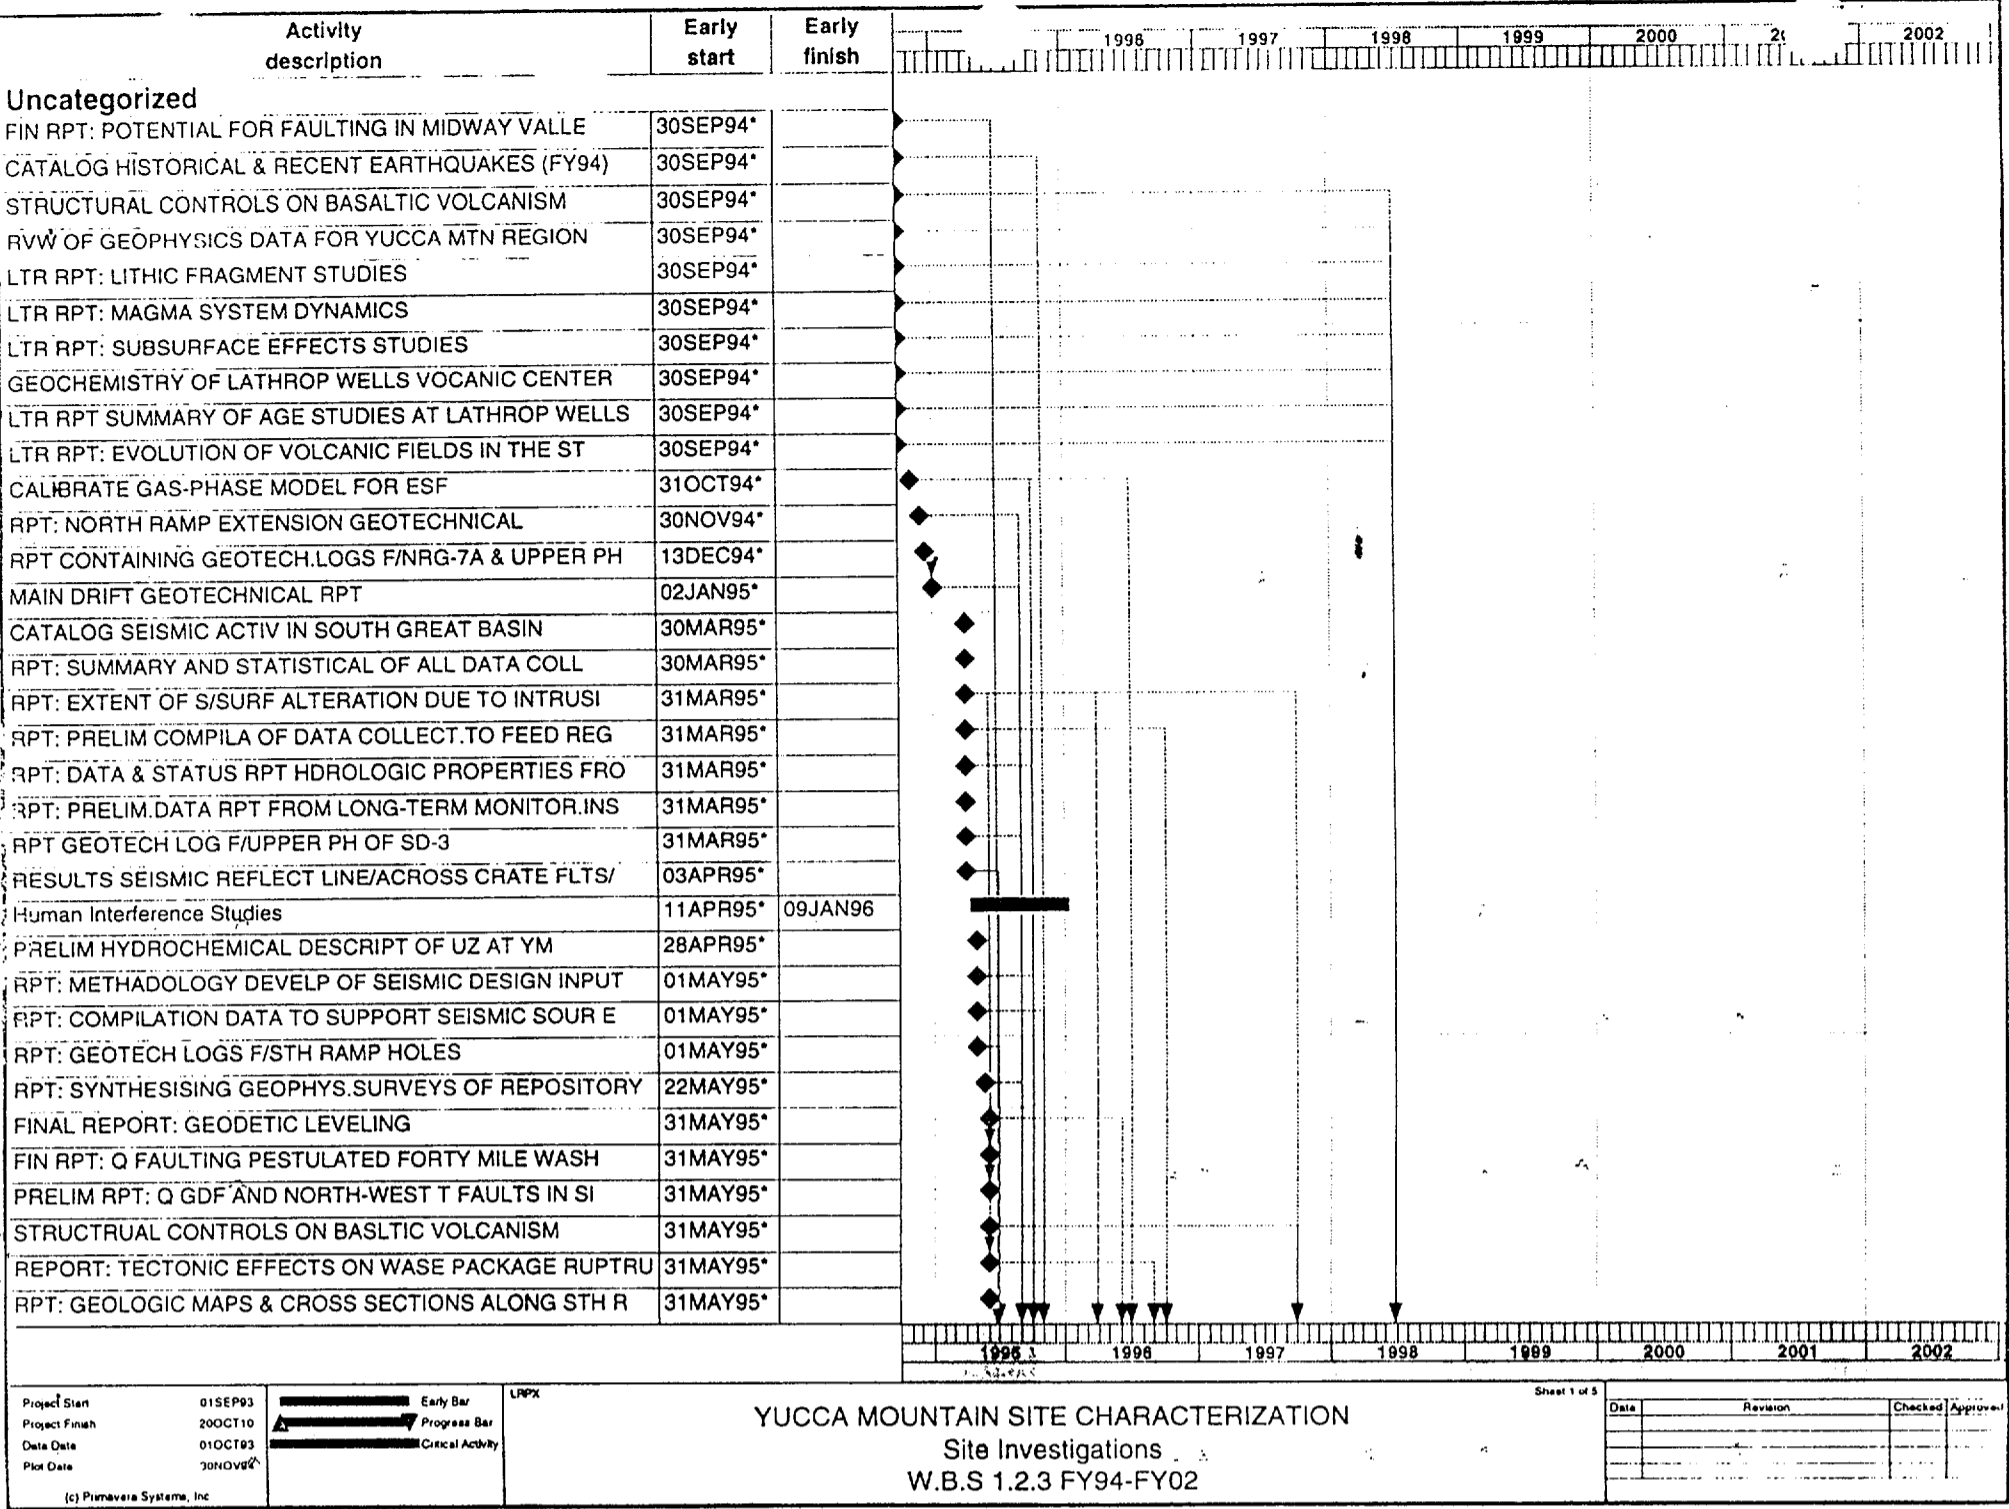 Activity description Early start Early finish
1996 1997 1998 1999 2000 2002
Uncategorized
FIN RPT: POTENTIAL FOR FAULTING IN MIDWAY VALLE 30SEP94*
CATALOG HISTORICAL & RECENT EARTHQUAKES (FY94) 30SEP94*
STRUCTURAL CONTROLS ON BASALTIC VOLCANISM 30SEP94*
RVW OF GEOPHYSICS DATA FOR YUCCA MTN REGION 30SEP94*
LTR RPT: LITHIC FRAGMENT STUDIES 30SEP94*
LTR RPT: MAGMA SYSTEM DYNAMICS 30SEP94*
LTR RPT: SUBSURFACE EFFECTS STUDIES 30SEP94*
GEOCHEMISTRY OF LATHROP WELLS VOCANIC CENTER 30SEP94*
LTR RPT SUMMARY OF AGE STUDIES AT LATHROP WELLS 30SEP94*
LTR RPT: EVOLUTION OF VOLCANIC FIELDS IN THE ST 30SEP94*
CALIBRATE GAS-PHASE MODEL FOR ESF 31OCT94*
RPT: NORTH RAMP EXTENSION GEOTECHNICAL 30NOV94*
RPT CONTAINING GEOTECH.LOGS F/NRG-7A & UPPER PH 13DEC94*
MAIN DRIFT GEOTECHNICAL RPT 02JAN95*
CATALOG SEISMIC ACTIV IN SOUTH GREAT BASIN 30MAR95*
RPT: SUMMARY AND STATISTICAL OF ALL DATA COLL 30MAR95*
RPT: EXTENT OF S/SURF ALTERATION DUE TO INTRUSI 31MAR95*
RPT: PRELIM COMPILA OF DATA COLLECT.TO FEED REG 31MAR95*
RPT: DATA & STATUS RPT HDROLOGIC PROPERTIES FRO 31MAR95*
RPT: PRELIM.DATA RPT FROM LONG-TERM MONITOR.INS 31MAR95*
RPT GEOTECH LOG F/UPPER PH OF SD-3 31MAR95*
RESULTS SEISMIC REFLECT LINE/ACROSS CRATE FLTS/ 03APR95*
Human Interference Studies 11APR95* 09JAN96
PRELIM HYDROCHEMICAL DESCRIPT OF UZ AT YM 28APR95*
RPT: METHADOLOGY DEVELP OF SEISMIC DESIGN INPUT 01MAY95*
RPT: COMPILATION DATA TO SUPPORT SEISMIC SOUR E 01MAY95*
RPT: GEOTECH LOGS F/STH RAMP HOLES 01MAY95*
RPT: SYNTHESISING GEOPHYS.SURVEYS OF REPOSITORY 22MAY95*
FINAL REPORT: GEODETIC LEVELING 31MAY95*
FIN RPT: Q FAULTING PESTULATED FORTY MILE WASH 31MAY95*
PRELIM RPT: Q GDF AND NORTH-WEST T FAULTS IN SI 31MAY95*
STRUCTRUAL CONTROLS ON BASLTIC VOLCANISM 31MAY95*
REPORT: TECTONIC EFFECTS ON WASE PACKAGE RUPTRU 31MAY95*
RPT: GEOLOGIC MAPS & CROSS SECTIONS ALONG STH R 31MAY95*
1995 1996 1997 1998 1999 2000 2001 2002
Project Start 01SEP93
Project Finish 20OCT10
Data Date 01OCT93
Plot Date
(c) Primavera Systems, Inc
Early Bar
Progress Bar
Critical Activity
LRPX
Sheet 1 of 5
YUCCA MOUNTAIN SITE CHARACTERIZATION
Site Investigations
W.B.S 1.2.3 FY94-FY02
Date Revision Checked Approved